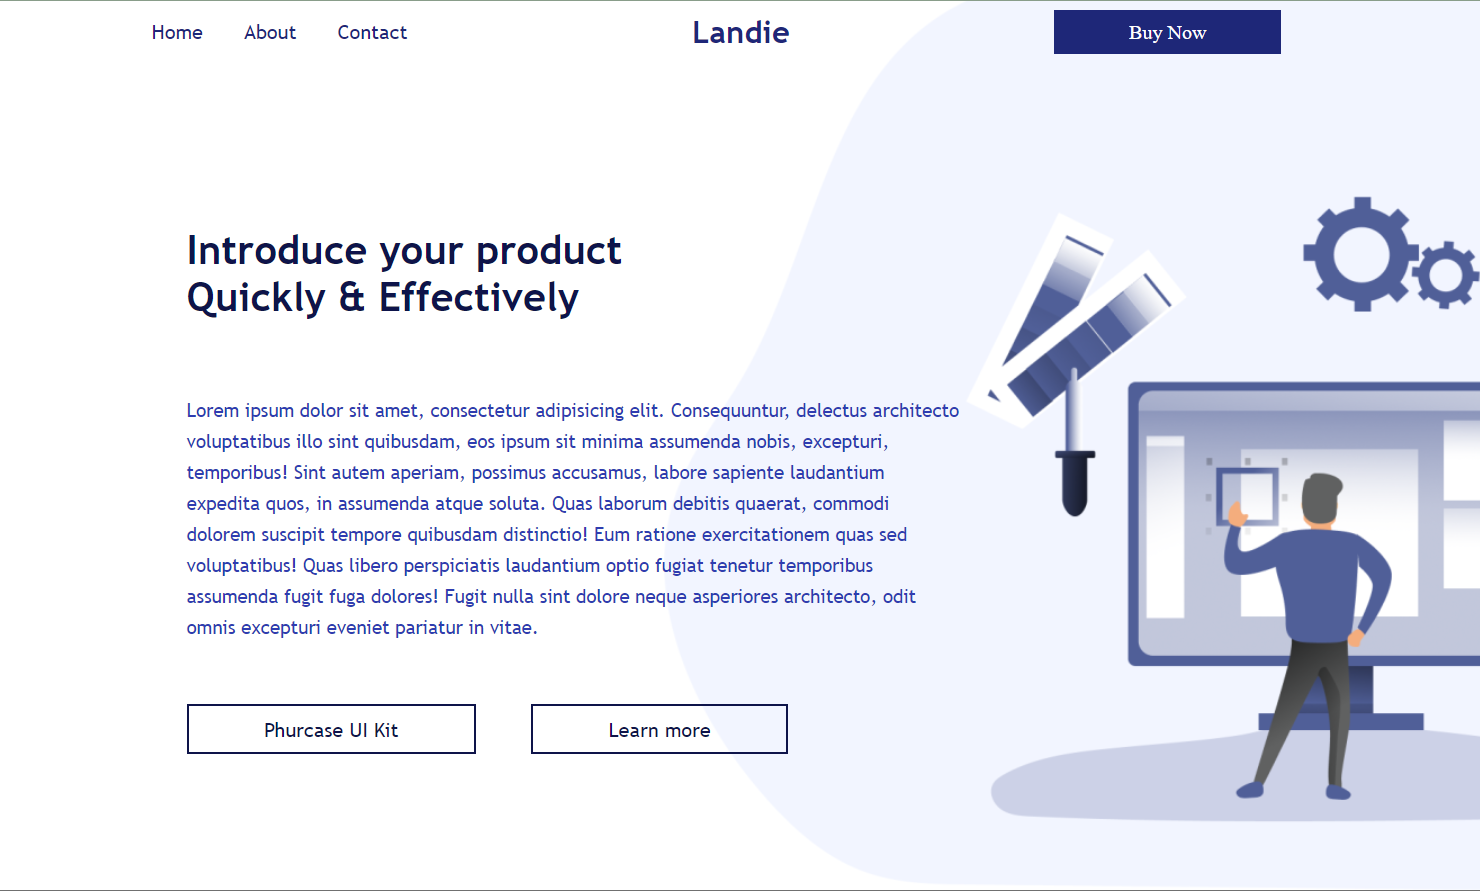 Home About Contact Landie Buy Now
Introduce your product
Quickly & Effectively
Lorem ipsum dolor sit amet, consectetur adipisicing elit. Consequuntur, delectus architecto
voluptatibus illo sint quibusdam, eos ipsum sit minima assumenda nobis, excepturi,
temporibus! Sint autem aperiam, possimus accusamus, labore sapiente laudantium
expedita quos, in assumenda atque soluta. Quas laborum debitis quaerat, commodi
dolorem suscipit tempore quibusdam distinctio! Eum ratione exercitationem quas sed
voluptatibus! Quas libero perspiciatis laudantium optio fugiat tenetur temporibus
assumenda fugit fuga dolores! Fugit nulla sint dolore neque asperiores architecto, odit
omnis excepturi eveniet pariatur in vitae.
Phurcase UI Kit Learn more